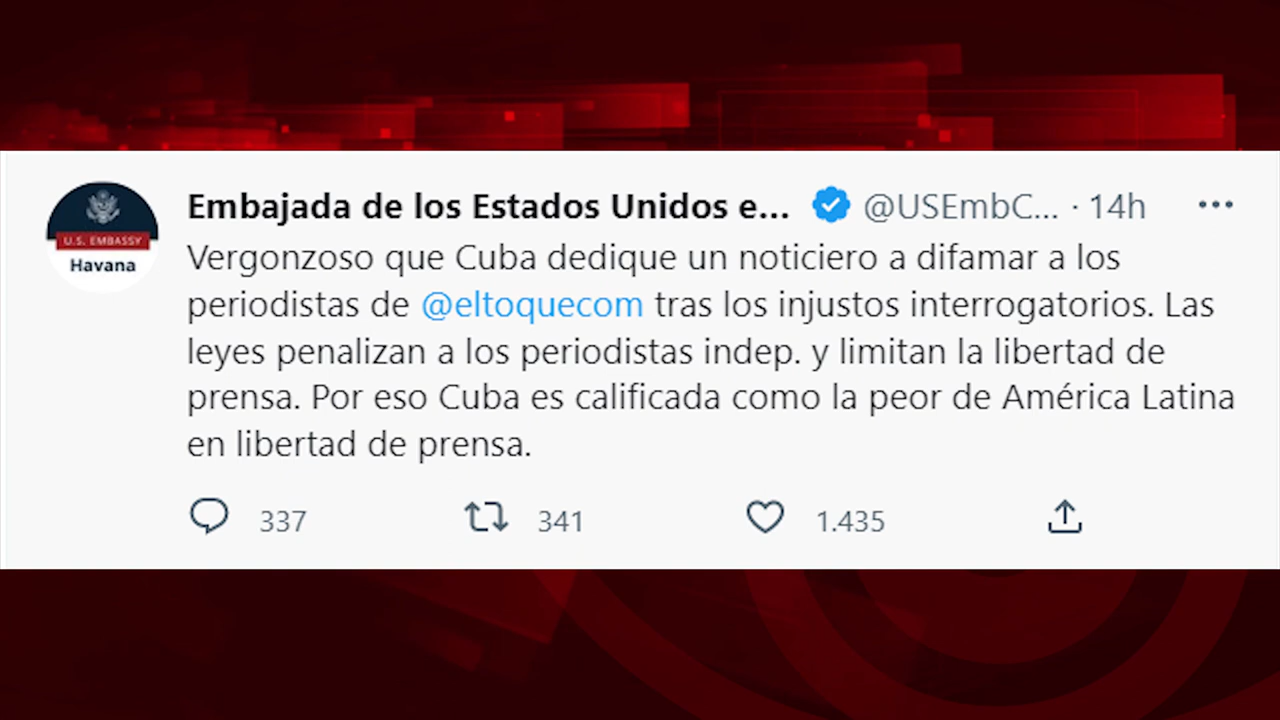 U.S. EMBASSY
Havana
Embajada de los Estados Unidos e... @USEmbC... · 14h
Vergonzoso que Cuba dedique un noticiero a difamar a los
periodistas de @eltoquecom tras los injustos interrogatorios. Las
leyes penalizan a los periodistas indep. y limitan la libertad de
prensa. Por eso Cuba es calificada como la peor de América Latina
en libertad de prensa.
337 341 1.435